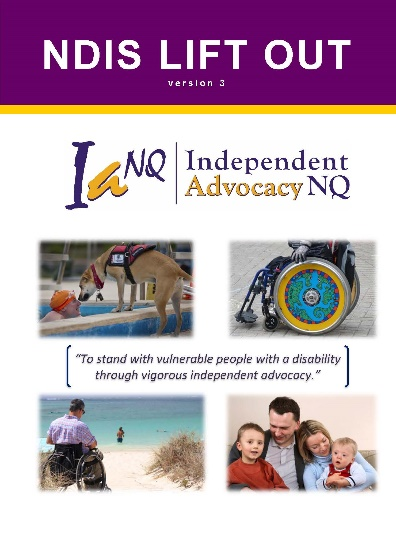 NDIS LIFT OUT
version 3
IaNQ
Independent
Advocacy NQ
“To stand with vulnerable people with a disability
through vigorous independent advocacy.”